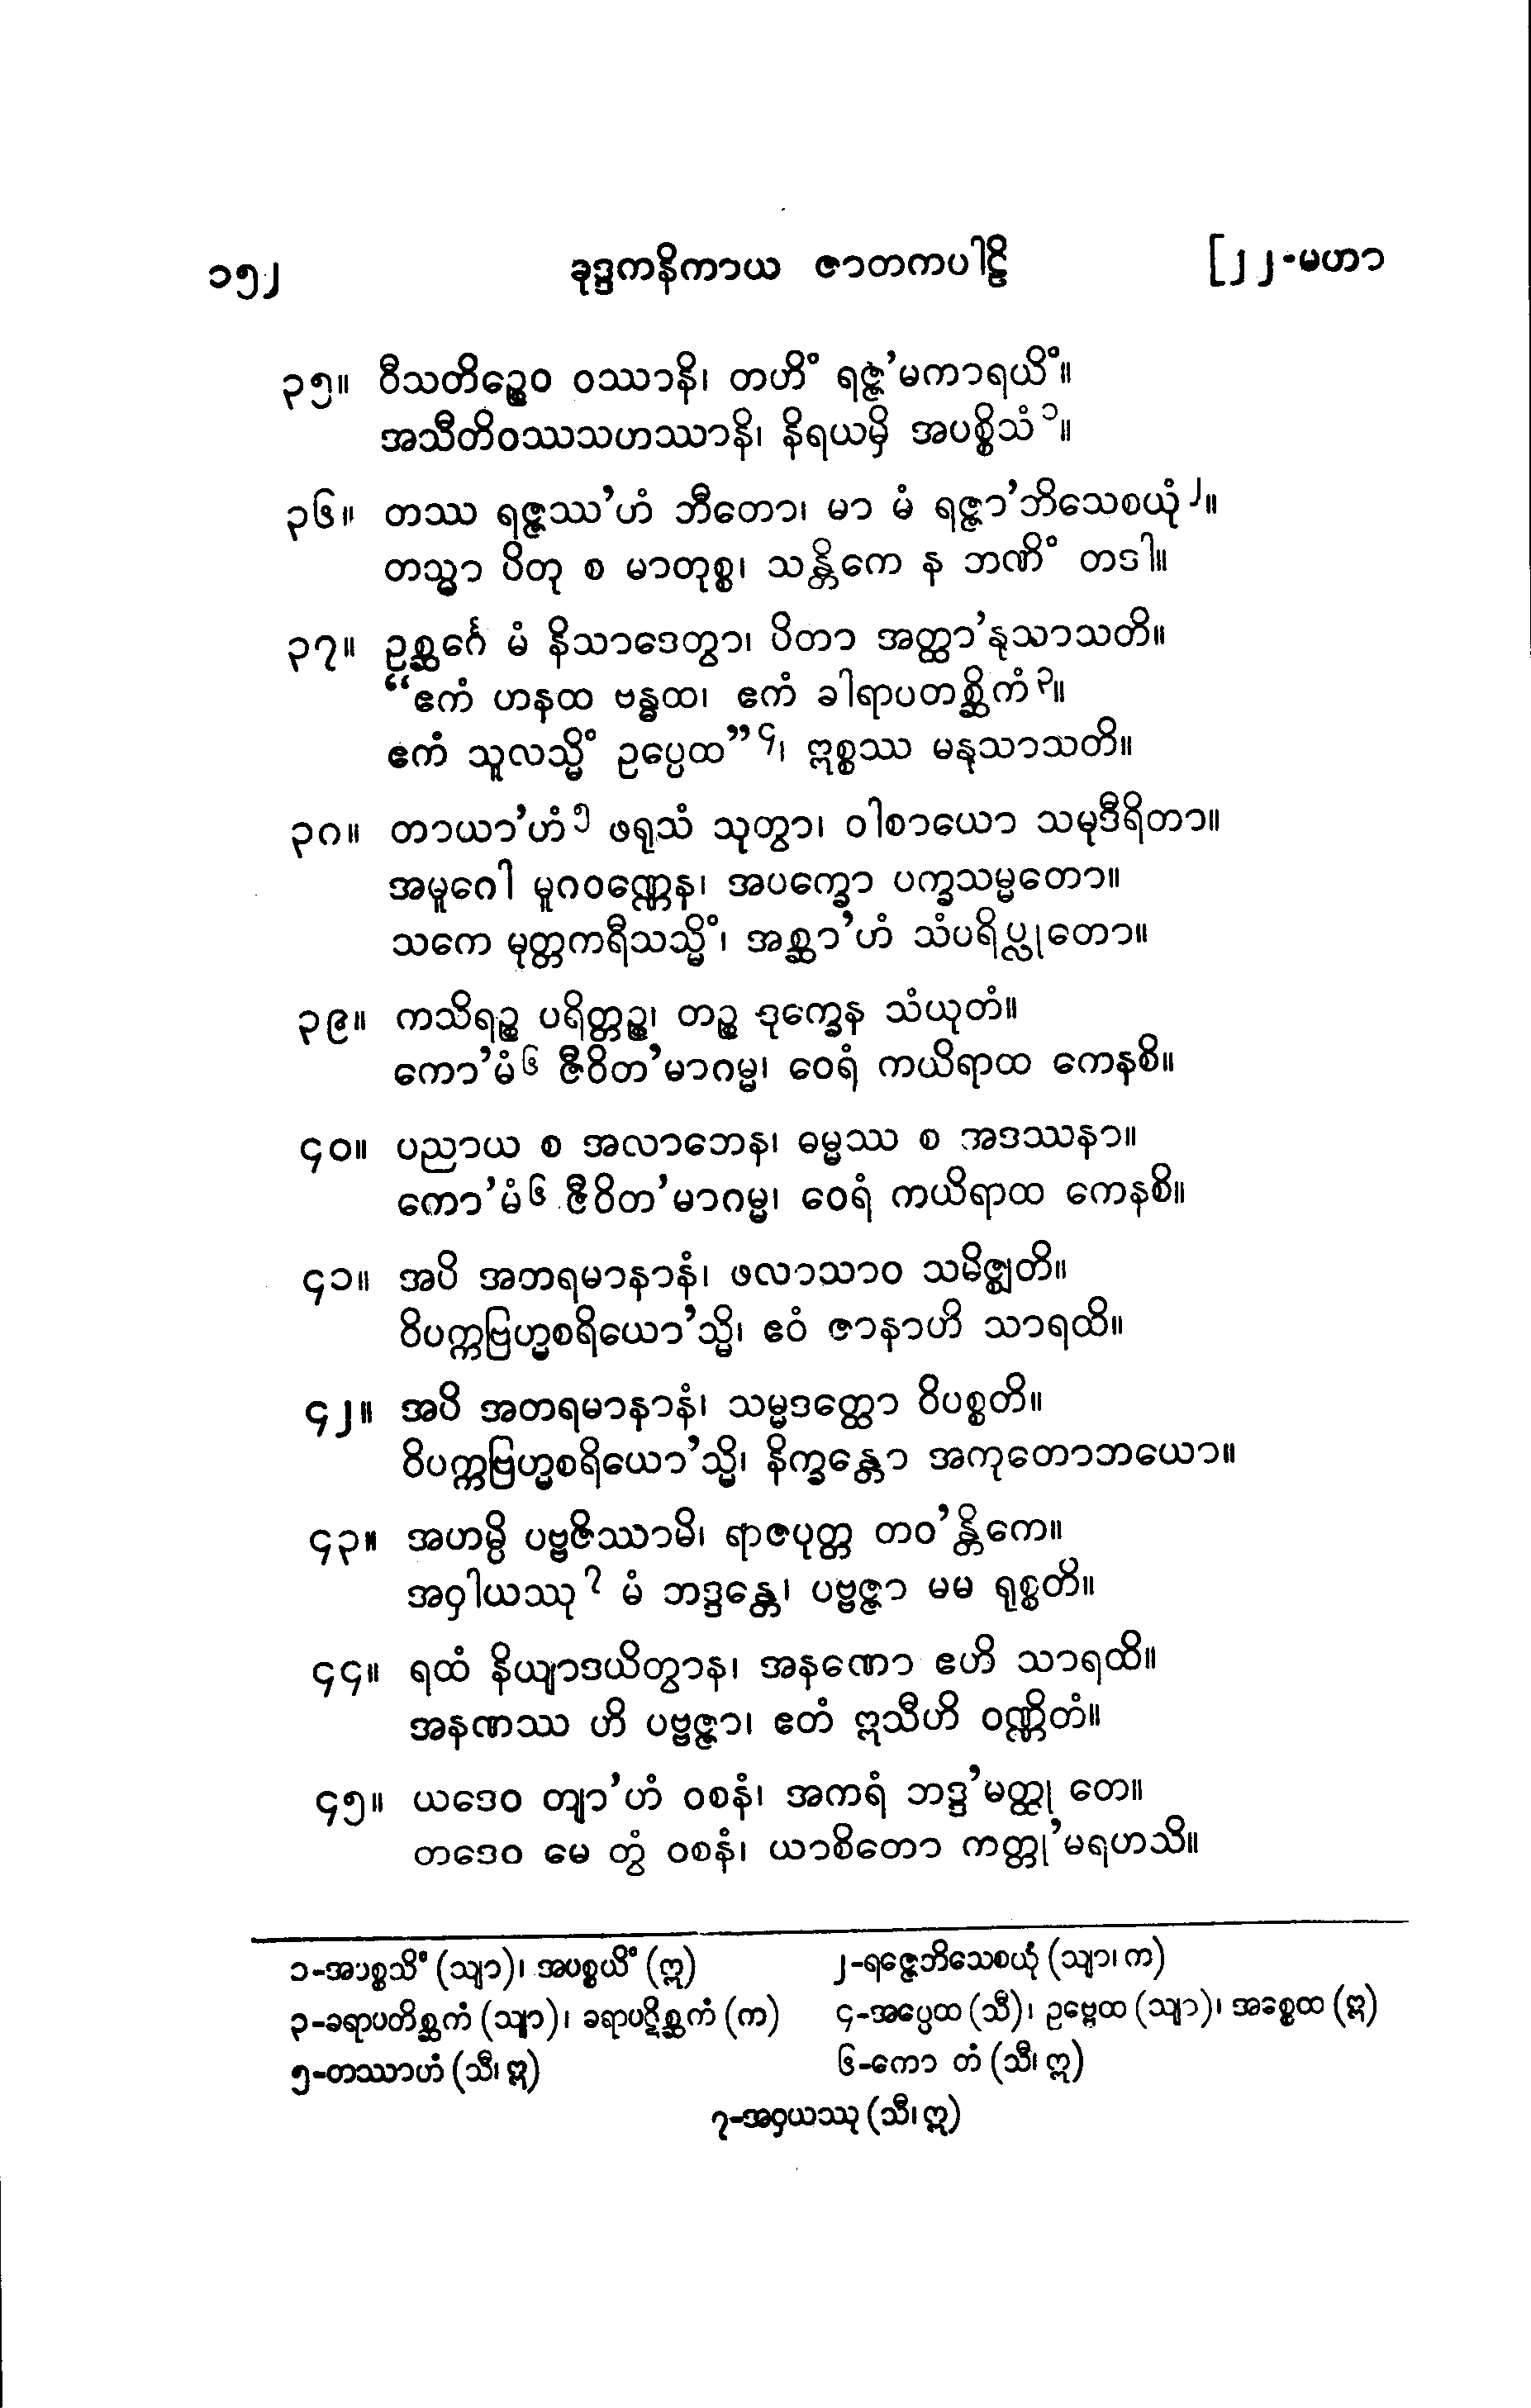 ၁၅၂ ခုဒ္ဒကနိကာယ ဇာတကပါဠိ [၂၂-မဟာ
၃၅။ ဝီသတိဉ္စေဝ ဝဿာနိ၊ တဟိံ ရဇ္ဇ’မကာရယိံ။
အသီတိဝဿသဟဿာနိ၊ နိရယမှိ အပစ္စိသံ၁။
၃၆။ တဿ ရဇ္ဇဿ’ဟံ ဘီတော၊ မာ မံ ရဇ္ဇာ’ဘိသေစယုံ၂။
တသ္မာ ပိတု စ မာတုစ္စ၊ သန္တိကေ န ဘဏိံ တဒါ။
၃၇။ ဥစ္ဆင်္ဂေ မံ နိသာဒေတွာ၊ ပိတာ အတ္ထာ’နုသာသတိ။
“ဧကံ ဟနထ ဗန္ဓထ၊ ဧကံ ခါရာပတစ္ဆိကံ၃။
ဧကံ သူလသ္မိံ ဥပ္ပေထ”၄၊ ဣစ္စဿ မနုသာသတိ။
၃၈။ တာယာ’ဟံ၅ ဖရုသံ သုတွာ၊ ဝါစာယော သမုဒီရိတာ။
အမူဂေါ မူဂဝဏ္ဏေန၊ အပက္ခော ပက္ခသမ္မတော။
သကေ မုတ္တကရီသသ္မိံ၊ အစ္ဆာ’ဟံ သံပရိပ္လုတော။
၃၉။ ကသိရဉ္စ ပရိတ္တဉ္စ၊ တဉ္စ ဒုက္ခေန သံယုတံ။
ကော’မံ၆ ဇီဝိတ’မာဂမ္မ၊ ဝေရံ ကယိရာထ ကေနစိ။
၄၀။ ပညာယ စ အလာဘေန၊ ဓမ္မဿ စ အဒဿနာ။
ကော’မံ၆ ဇီဝိတ’မာဂမ္မ၊ ဝေရံ ကယိရာထ ကေနစိ။
၄၁။ အပိ အတရမာနာနံ၊ ဖလာသာဝ သမိဇ္ဈတိ။
ဝိပက္ကဗြဟ္မစရိယော’သ္မိ၊ ဧဝံ ဇာနာဟိ သာရထိ။
၄၂။ အပိ အတရမာနာနံ၊ သမ္မဒတ္ထော ဝိပစ္စတိ။
ဝိပက္ကဗြဟ္မစရိယော’သ္မိ၊ နိက္ခန္တော အကုတောဘယော။
၄၃။ အဟမ္ပိ ပဗ္ဗဇိဿာမိ၊ ရာဇပုတ္တ တဝ’န္တိကေ။
အဝှါယဿု၇ မံ ဘဒ္ဒန္တေ၊ ပဗ္ဗဇ္ဇာ မမ ရုစ္စတိ။
၄၄။ ရထံ နိယျာဒယိတွာန၊ အနဏော ဧဟိ သာရထိ။
အနဏဿ ဟိ ပဗ္ဗဇ္ဇာ၊ ဧတံ ဣသီဟိ ဝဏ္ဏိတံ။
၄၅။ ယဒေဝ တျာ’ဟံ ဝစနံ၊ အကရံ ဘဒ္ဒ’မတ္ထု တေ။
တဒေဝ မေ တွံ ဝစနံ၊ ယာစိတော ကတ္တု’မရဟသိ။
၁-အပစ္စသိံ (သျာ)၊ အပစ္စယိံ (ဣ) ၂-ရဇ္ဇေဘိသေစယုံ (သျာ၊ က)
၃-ခရာပတိစ္ဆကံ (သျာ)၊ ခရာပဋိစ္ဆကံ (က) ၄-အပ္ပေထ (သီ)၊ ဥဗ္ဗေထ (သျာ)၊ အစ္စေထ (ဣ)
၅-တဿာဟံ (သီ၊ ဣ) ၆-ကော တံ (သီ၊ ဣ)
၇-အဝှယဿု (သီ၊ ဣ)